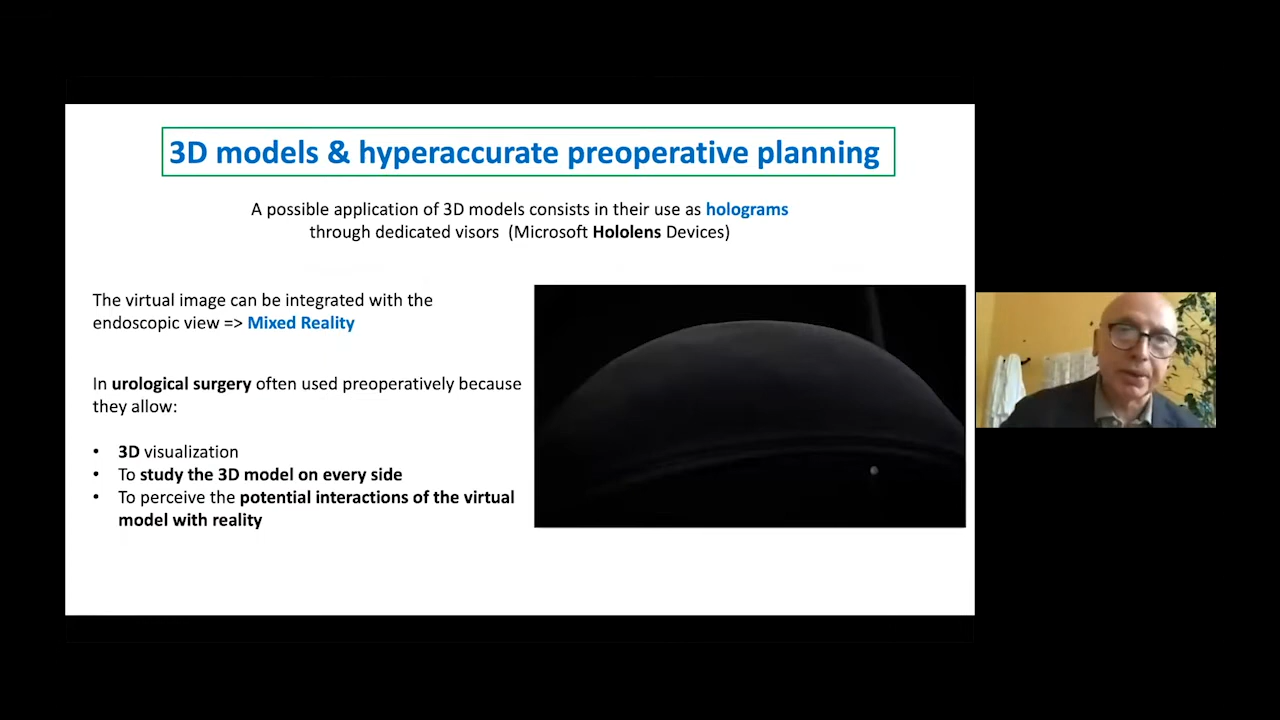 3D models & hyperaccurate preoperative planning
A possible application of 3D models consists in their use as holograms
through dedicated visors (Microsoft Hololens Devices)
The virtual image can be integrated with the
endoscopic view => Mixed Reality
In urological surgery often used preoperatively because
they allow:
• 3D visualization
• To study the 3D model on every side
• To perceive the potential interactions of the virtual
model with reality